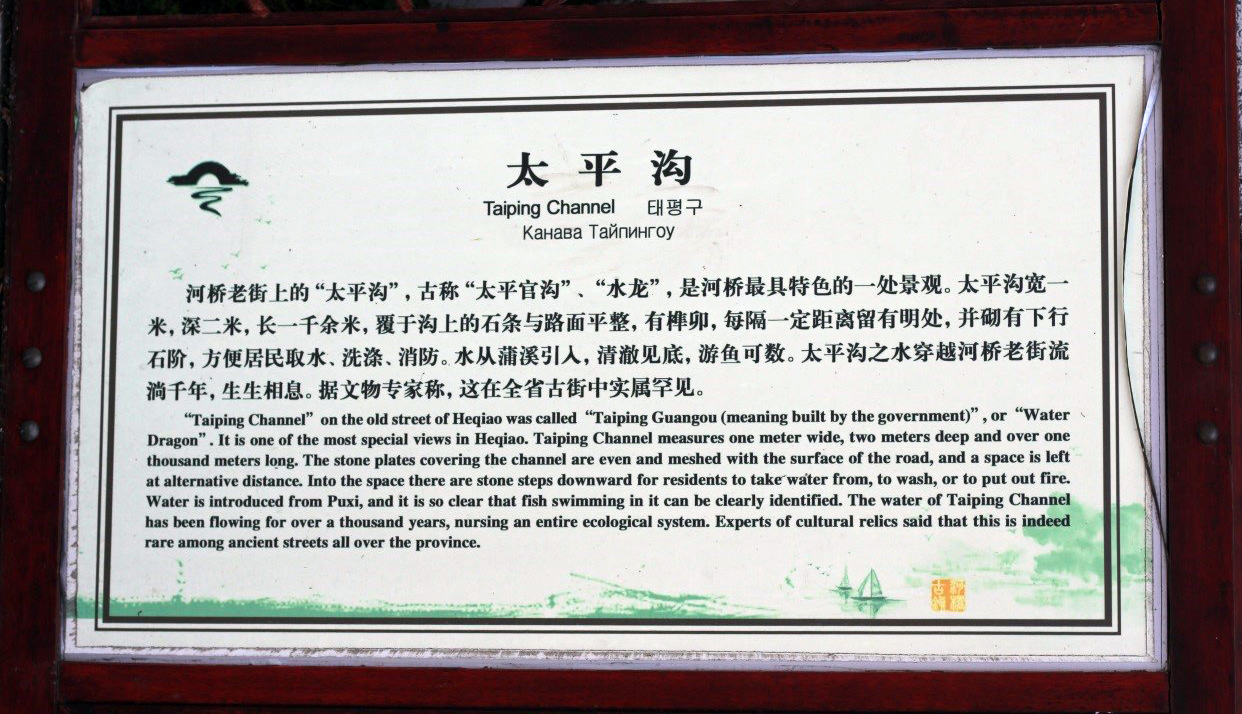 太平沟
Taiping Channel 태평구
Канава Тайпингоу
河桥老街上的“太平沟”，古称“太平官沟”、“水龙”，是河桥最具特色的一处景观。太平沟宽一
米，深二米，长一千余米，覆于沟上的石条与路面平整，有榫卯，每隔一定距离留有明处，并砌有下行
石阶，方便居民取水、洗涤、消防。水从蒲溪引入，清澈见底，游鱼可数。太平沟之水穿越河桥老街流
淌千年，生生相息。据文物专家称，这在全省古街中实属罕见。
“Taiping Channel” on the old street of Heqiao was called “Taiping Guangou (meaning built by the government)”, or “Water
Dragon”. It is one of the most special views in Heqiao. Taiping Channel measures one meter wide, two meters deep and over one
thousand meters long. The stone plates covering the channel are even and meshed with the surface of the road, and a space is left
at alternative distance. Into the space there are stone steps downward for residents to take water from, to wash, or to put out fire.
Water is introduced from Puxi, and it is so clear that fish swimming in it can be clearly identified. The water of Taiping Channel
has been flowing for over a thousand years, nursing an entire ecological system. Experts of cultural relics said that this is indeed
rare among ancient streets all over the province.